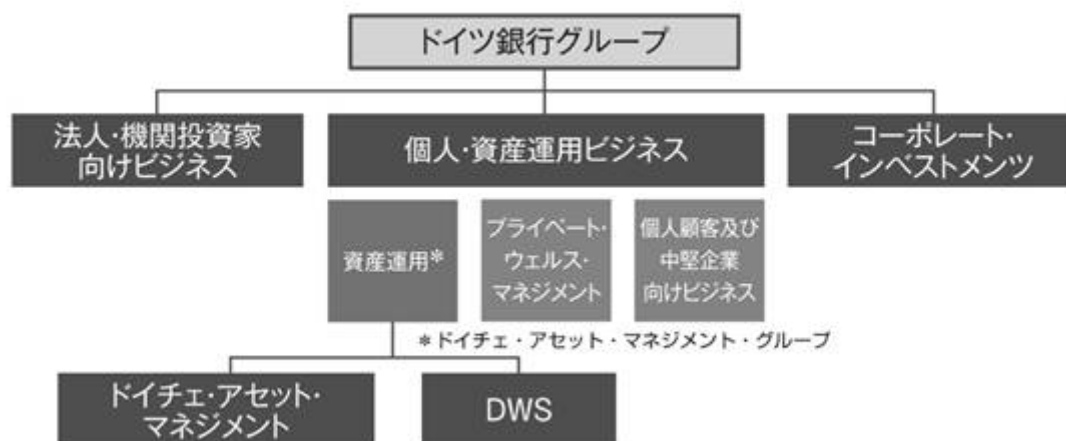 ドイツ銀行グループ
法人・機関投資家
向けビジネス
個人・資産運用ビジネス
コーポレート・
インベストメンツ
資産運用*
プライベート・
ウェルス・
マネジメント
個人顧客及び
中堅企業
向けビジネス
*ドイチェ・アセット・マネジメント・グループ
ドイチェ・アセット・
マネジメント
DWS